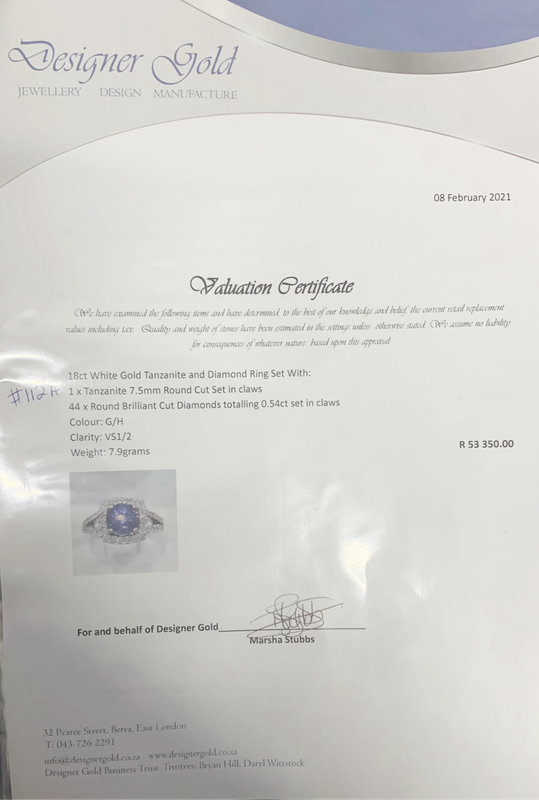 Designer Gold
JEWELLERY DESIGN MANUFACTURE
08 February 2021
Valuation Certificate
We have examined the following items and have determined to the best of our knowledge and belief, the current retail replacement
values including tax. Quality and weight of stones have been estimated in the settings unless otherwise stated. We assume no liability
for consequences of whatever nature based upon this appraisal
18ct White Gold Tanzanite and Diamond Ring Set With:
#112A 1 x Tanzanite 7.5mm Round Cut Set in claws
44 x Round Brilliant Cut Diamonds totalling 0.54ct set in claws
Colour: G/H
Clarity: VS1/2
R 53 350.00
Weight: 7.9grams
For and behalf of Designer Gold
Marsha Stubbs
32 Pearce Street, Berea, East London
T: 043-726 2291
info@designergold.co.za www.designergold.co.za
Designer Gold Business Trust. Trustees: Bryan Hill, Daryl Wittstock